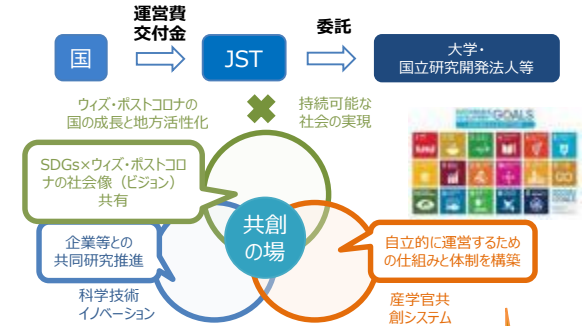 運営費
交付金
委託
国
JST
大学・
国立研究開発法人等
ウィズ・ポストコロナの
国の成長と地方活性化
持続可能な
社会の実現
GOALS
SDGs×ウィズ・ポストコロ
ナの社会像（ビジョン）
共有
共創
の場
企業等との
共同研究推進
自立的に運営するため
の仕組みと体制を構築
科学技術
イノベーション
産学官共
創システム